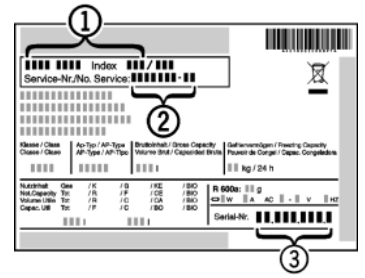 1
Index /
Service-Nr./No. Service: -
2
Klasse / Class Ap-Typ / AP-Type Bruttoinhalt / Gross Capacity Gefriervermögen / Freezing Capacity
Classe / Clase AP-Type / AP-Tipo Volume Brut / Capacidad Bruta Pouvoir de Congel / Capac. Congeladora
l kg / 24 h
Nutzinhalt Ges /K /G /KE /BIO
Net.Capacity Tot: /R /F /CE /BIO
Volume Utile Tot: /R /C /CA /BIO
Capac. Util Tot: /F /C /BO /BIO
l l
R 600a: g
W A AC - V HZ
Serial-Nr. . . .
3